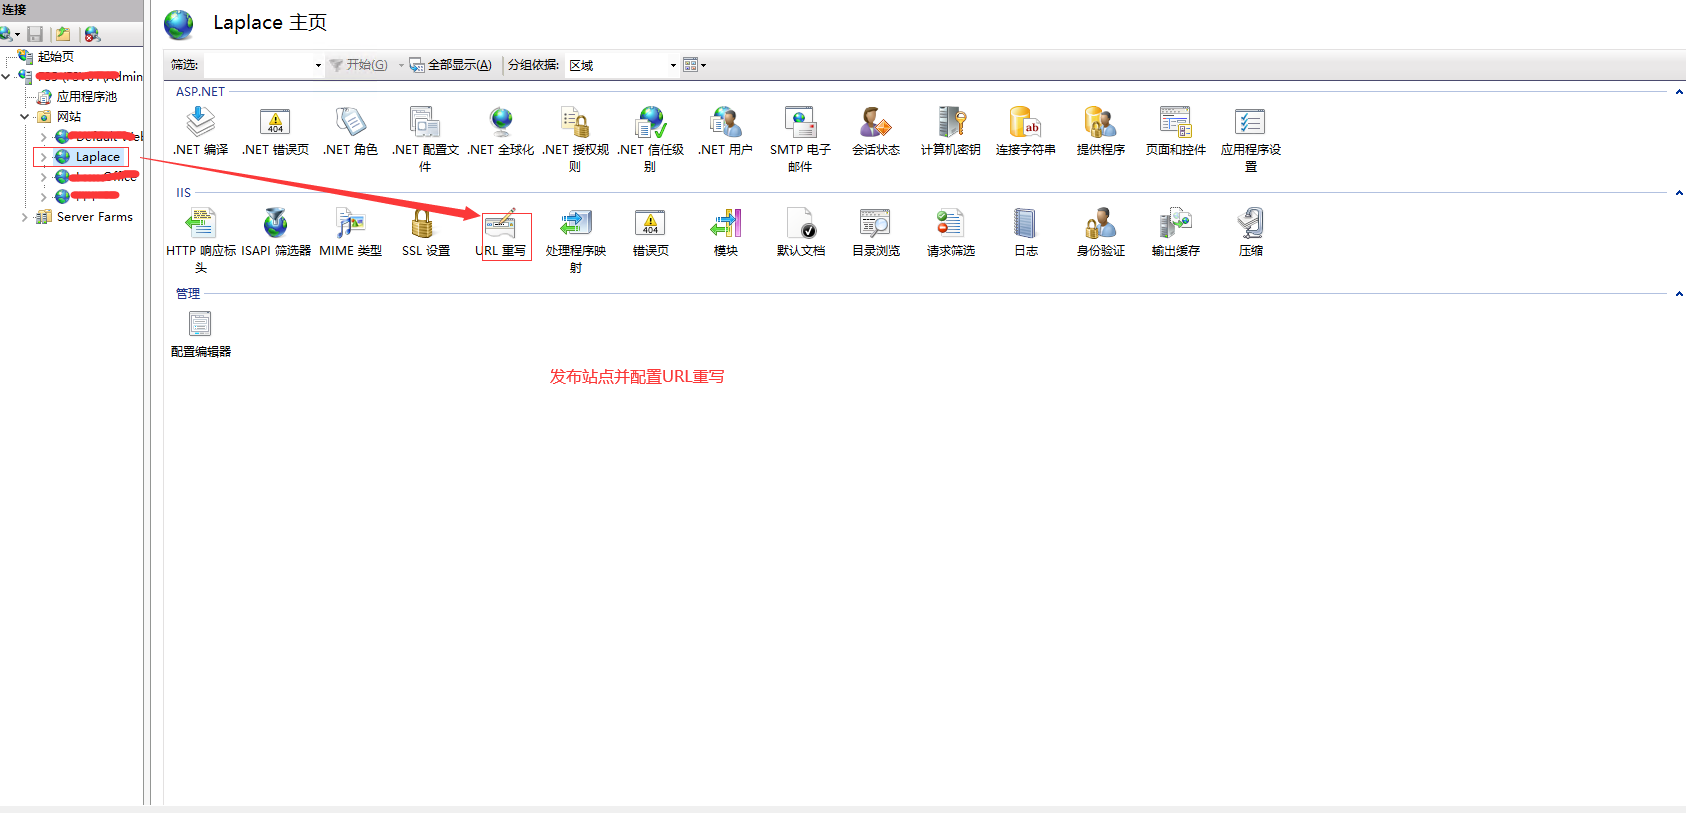 连接
起始页
应用程序池
网站
Laplace
Server Farms
Laplace 主页
筛选:
开始(G)
全部显示(A)
分组依据:
区域
ASP.NET
.NET 编译
.NET 错误页
.NET 角色
.NET 配置文件
.NET 全球化
.NET 授权规则
.NET 信任级别
.NET 用户
SMTP 电子邮件
会话状态
计算机密钥
连接字符串
提供程序
页面和控件
应用程序设置
IIS
HTTP 响应标头
ISAPI 筛选器
MIME 类型
SSL 设置
URL 重写
处理程序映射
错误页
模块
默认文档
目录浏览
请求筛选
日志
身份验证
输出缓存
压缩
管理
配置编辑器
发布站点并配置URL重写